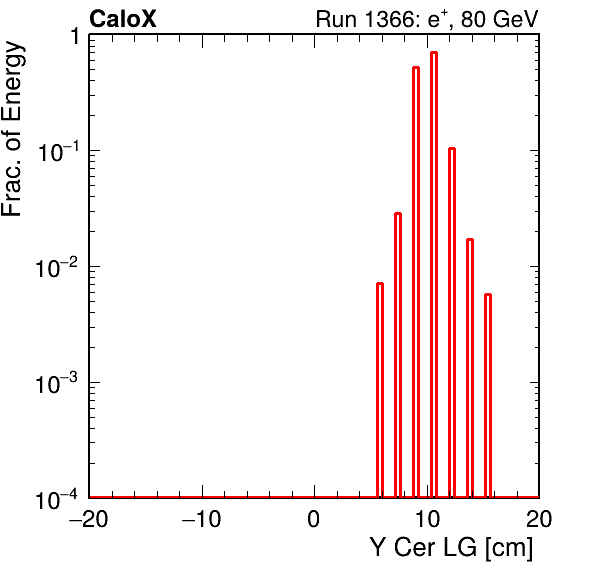 CaloX Run 1366: e⁺, 80 GeV
Frac. of Energy
1
10⁻¹
10⁻²
10⁻³
10⁻⁴
−20 −10 0 10 20
Y Cer LG [cm]